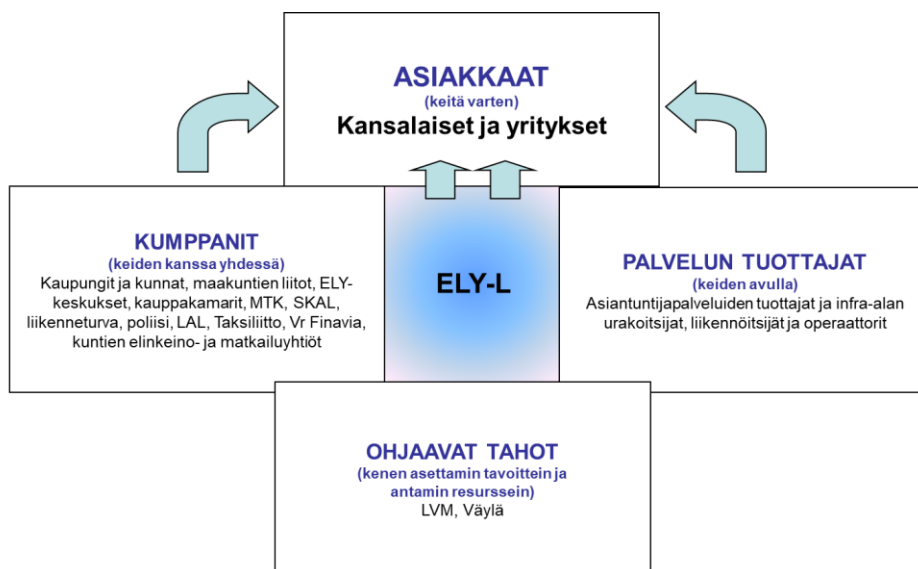 ASIAKKAAT
(keitä varten)
Kansalaiset ja yritykset
KUMPPANIT
(keiden kanssa yhdessä)
Kaupungit ja kunnat, maakuntien liitot, ELY-
keskukset, kauppakamarit, MTK, SKAL,
liikenneturva, poliisi, LAL, Taksiliitto, Vr Finavia,
kuntien elinkeino- ja matkailuyhtiöt
ELY-L
PALVELUN TUOTTAJAT
(keiden avulla)
Asiantuntijapalveluiden tuottajat ja infra-alan
urakoitsijat, liikennöitsijät ja operaattorit
OHJAAVAT TAHOT
(kenen asettamin tavoittein ja
antamin resurssein)
LVM, Väylä